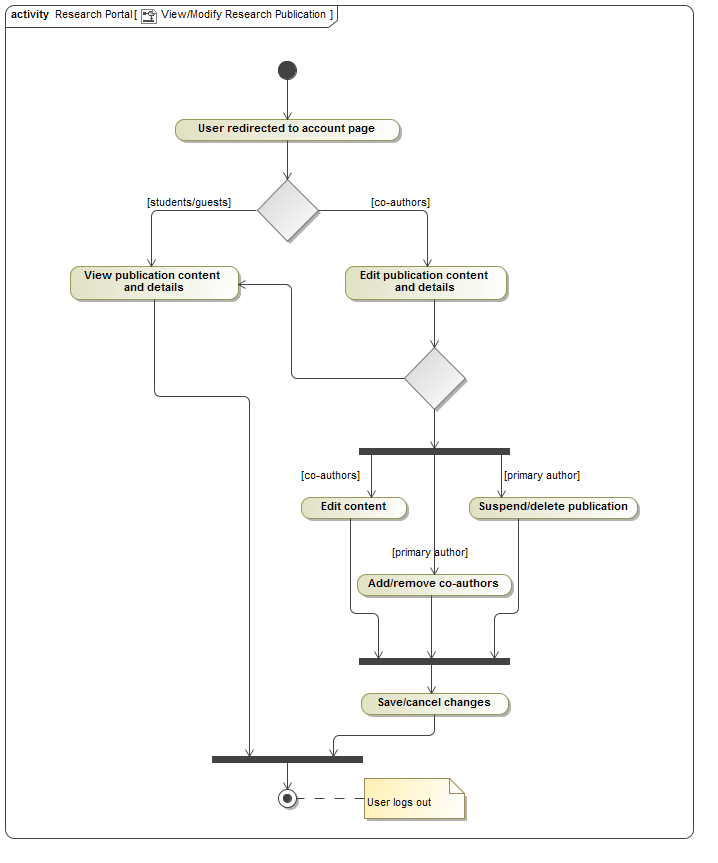 activity Research Portal[ View/Modify Research Publication ]
User redirected to account page
[students/guests]
[co-authors]
View publication content
and details
Edit publication content
and details
[co-authors]
[primary author]
Edit content
Suspend/delete publication
[primary author]
Add/remove co-authors
Save/cancel changes
User logs out